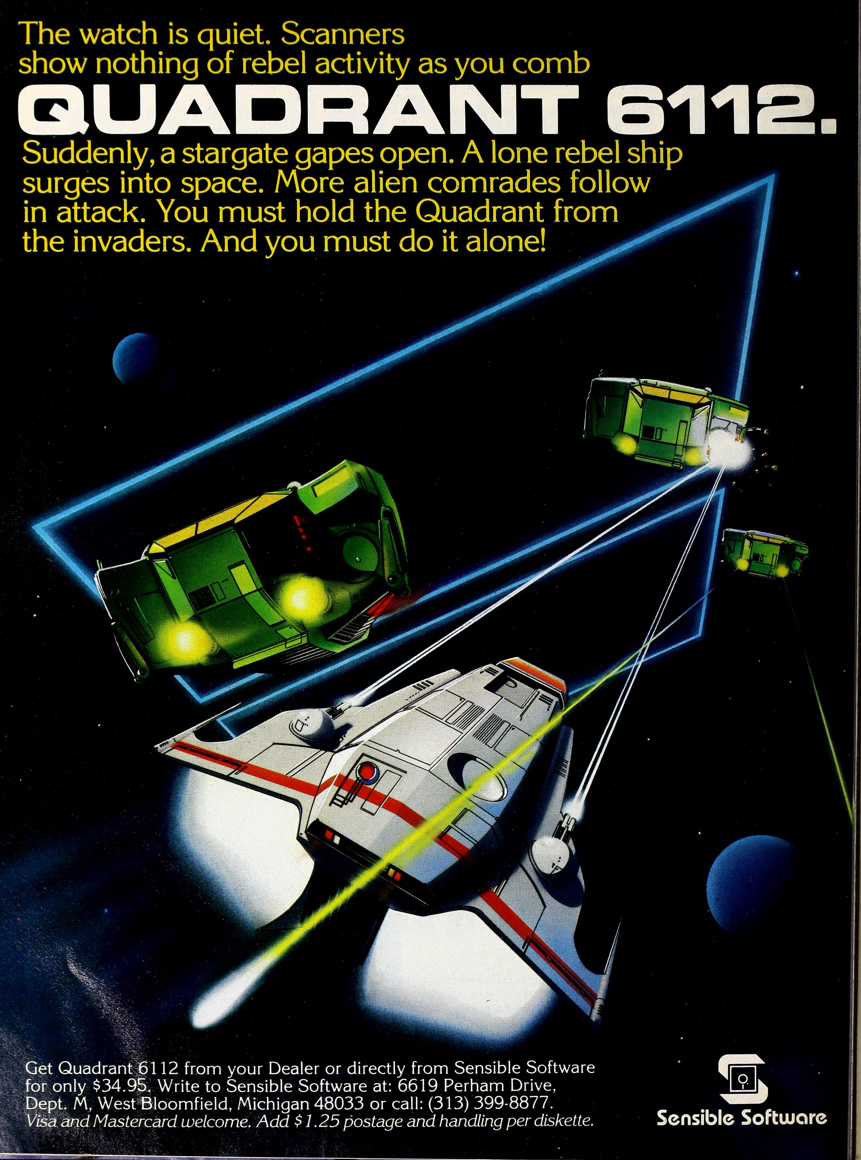 The watch is quiet. Scanners
show nothing of rebel activity as you comb
QUADRANT 6112.
Suddenly, a stargate gapes open. A lone rebel ship
surges into space. More alien comrades follow
in attack. You must hold the Quadrant from
the invaders. And you must do it alone!
Get Quadrant 6112 from your Dealer or directly from Sensible Software
for only $34.95. Write to Sensible Software at: 6619 Perham Drive,
Dept. M, West Bloomfield, Michigan 48033 or call: (313) 399-8877.
Visa and Mastercard welcome. Add $1.25 postage and handling per diskette.
Sensible Software